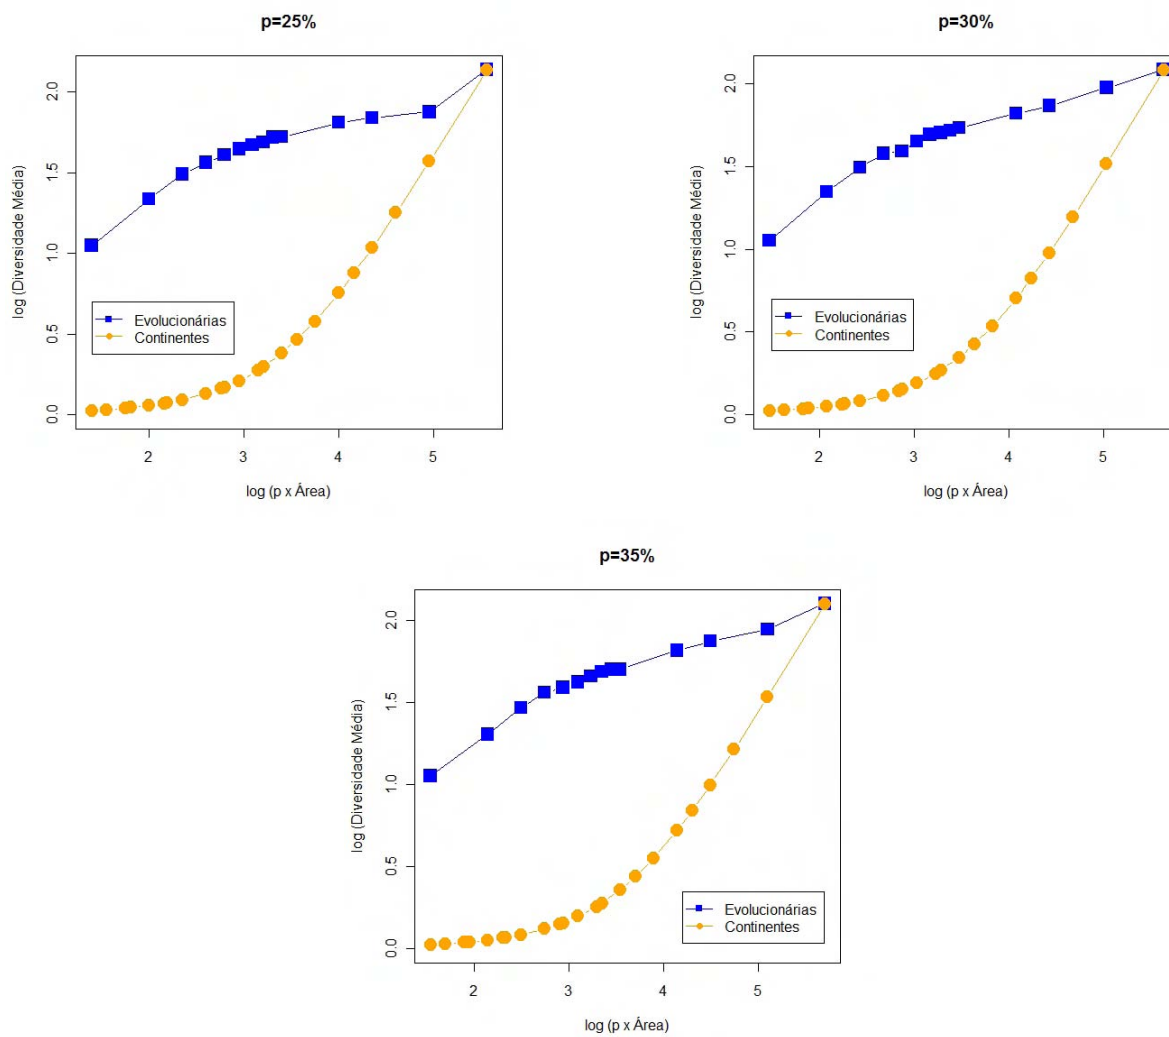 p=25%
log (Diversidade Média)
2.0
1.5
1.0
0.5
0.0
Evolucionárias
Continentes
2 3 4 5
log (p x Área)
p=30%
log (Diversidade Média)
2.0
1.5
1.0
0.5
0.0
Evolucionárias
Continentes
2 3 4 5
log (p x Área)
p=35%
log (Diversidade Média)
2.0
1.5
1.0
0.5
0.0
Evolucionárias
Continentes
2 3 4 5
log (p x Área)